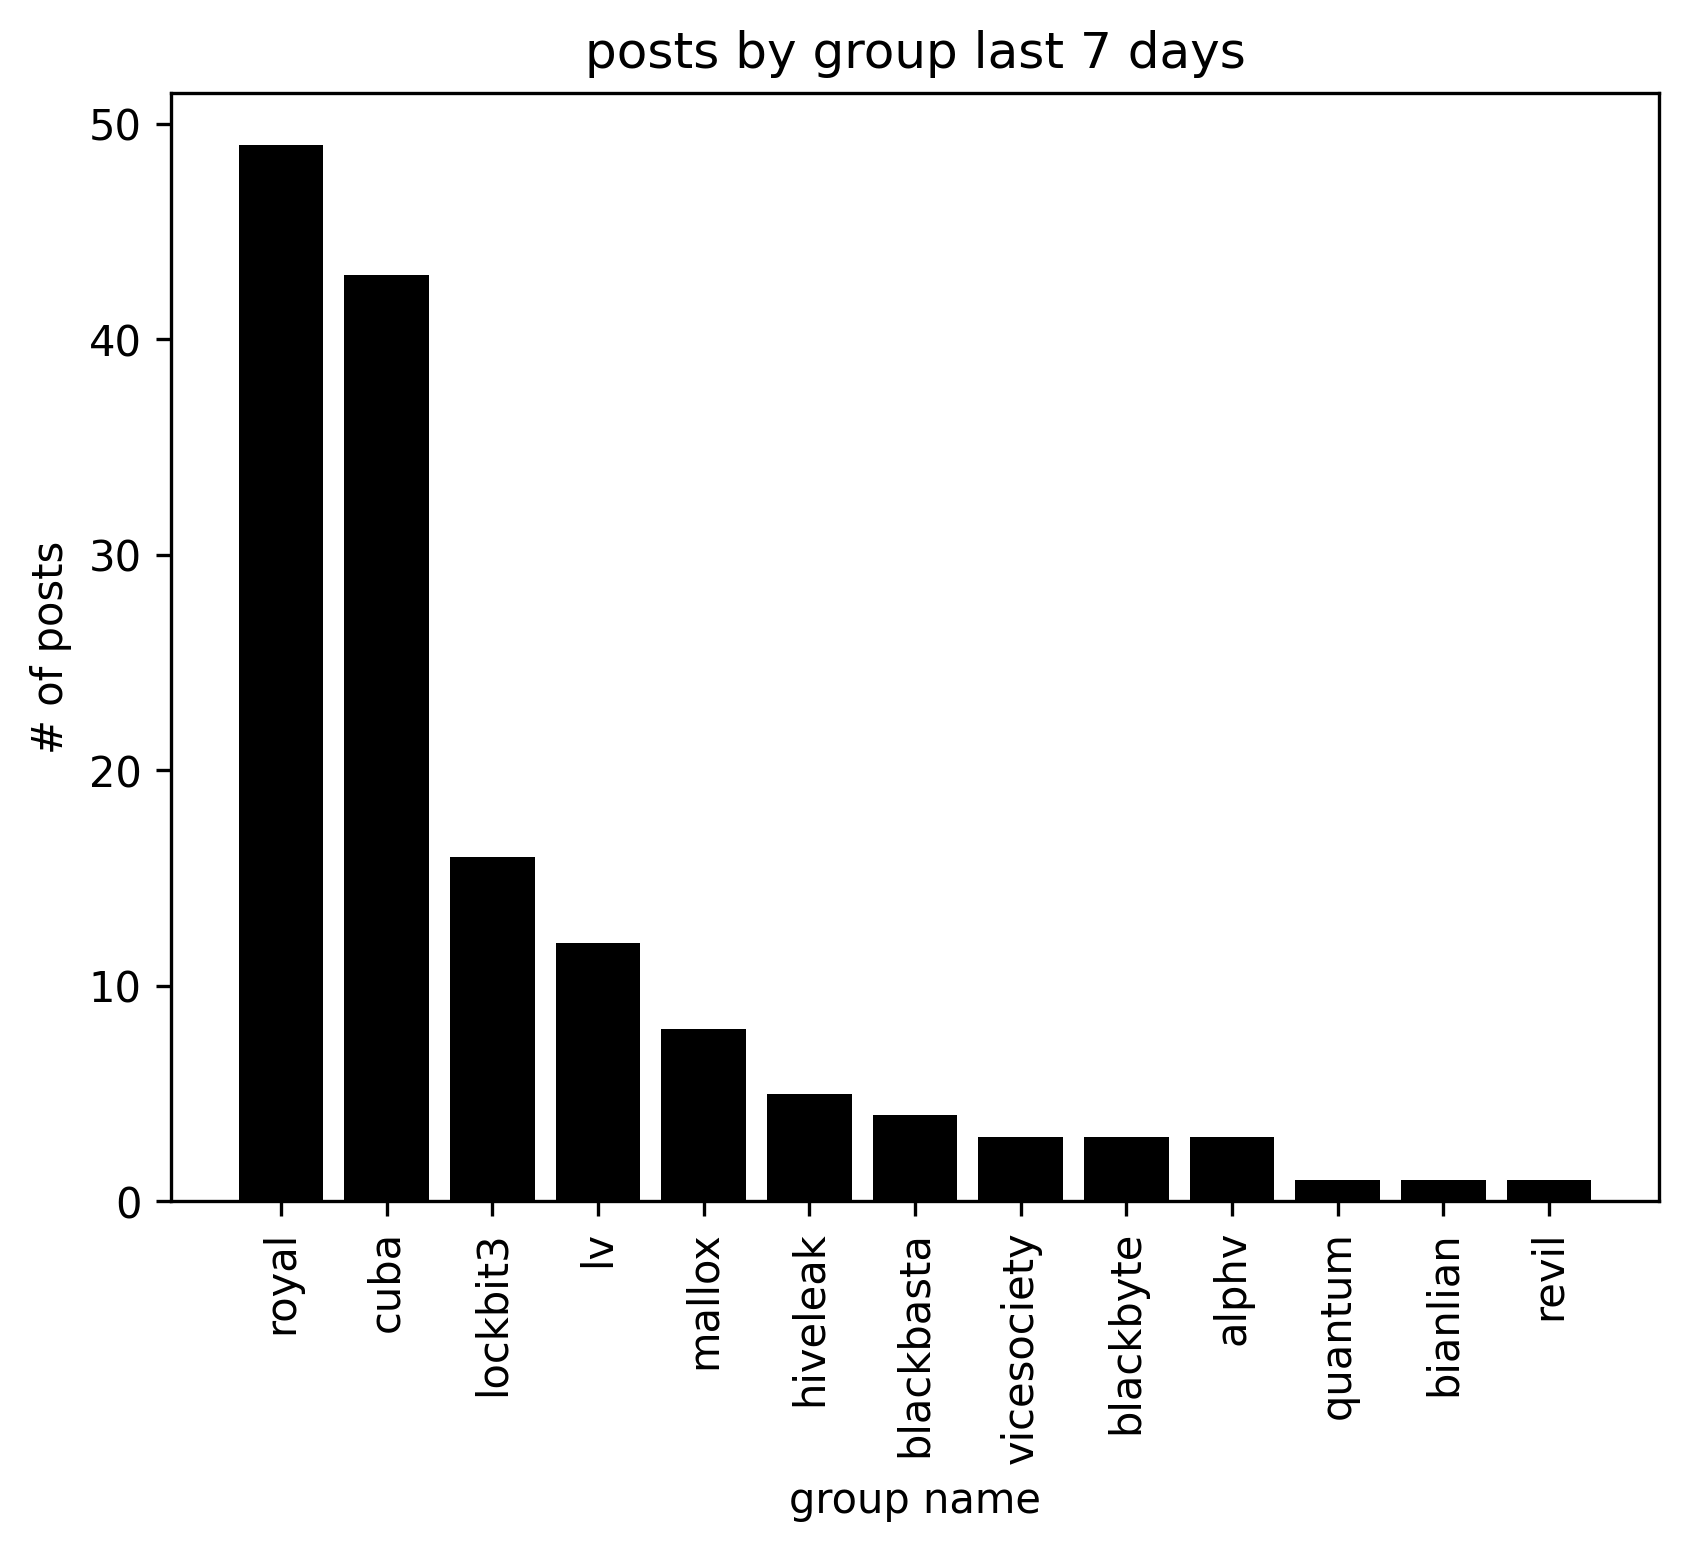 posts by group last 7 days
# of posts
50
40
30
20
10
0
royal
cuba
lockbit3
lv
mallox
hiveleak
blackbasta
vicesociety
blackbyte
alphv
quantum
bianlian
revil
group name